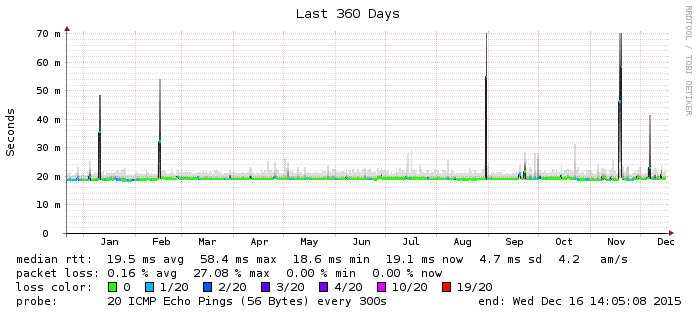 Last 360 Days
RRDTOOL / TOBI OETIKER
Seconds
70 m
60 m
50 m
40 m
30 m
20 m
10 m
0
Jan Feb Mar Apr May Jun Jul Aug Sep Oct Nov Dec
median rtt: 19.5 ms avg 58.4 ms max 18.6 ms min 19.1 ms now 4.7 ms sd 4.2 am/s
packet loss: 0.16 % avg 27.08 % max 0.00 % min 0.00 % now
loss color: 0 1/20 2/20 3/20 4/20 10/20 19/20
probe: 20 ICMP Echo Pings (56 Bytes) every 300s end: Wed Dec 16 14:05:08 2015